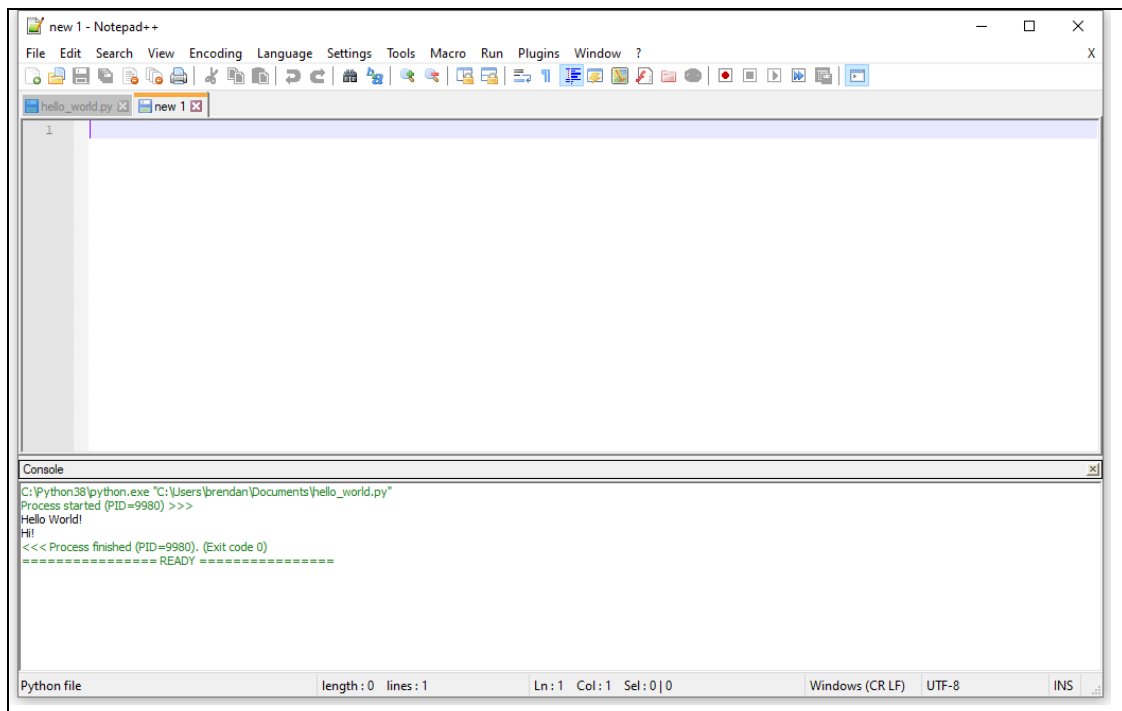 new 1 - Notepad++
File Edit Search View Encoding Language Settings Tools Macro Run Plugins Window ? X
hello_world.py new 1
1
Console
C:\Python38\python.exe "C:\Users\brendan\Documents\hello_world.py"
Process started (PID=9980) >>>
Hello World!
Hi!
<<< Process finished (PID=9980). (Exit code 0)
================ READY ================
Python file length : 0 lines : 1 Ln : 1 Col : 1 Sel : 0 | 0 Windows (CR LF) UTF-8 INS